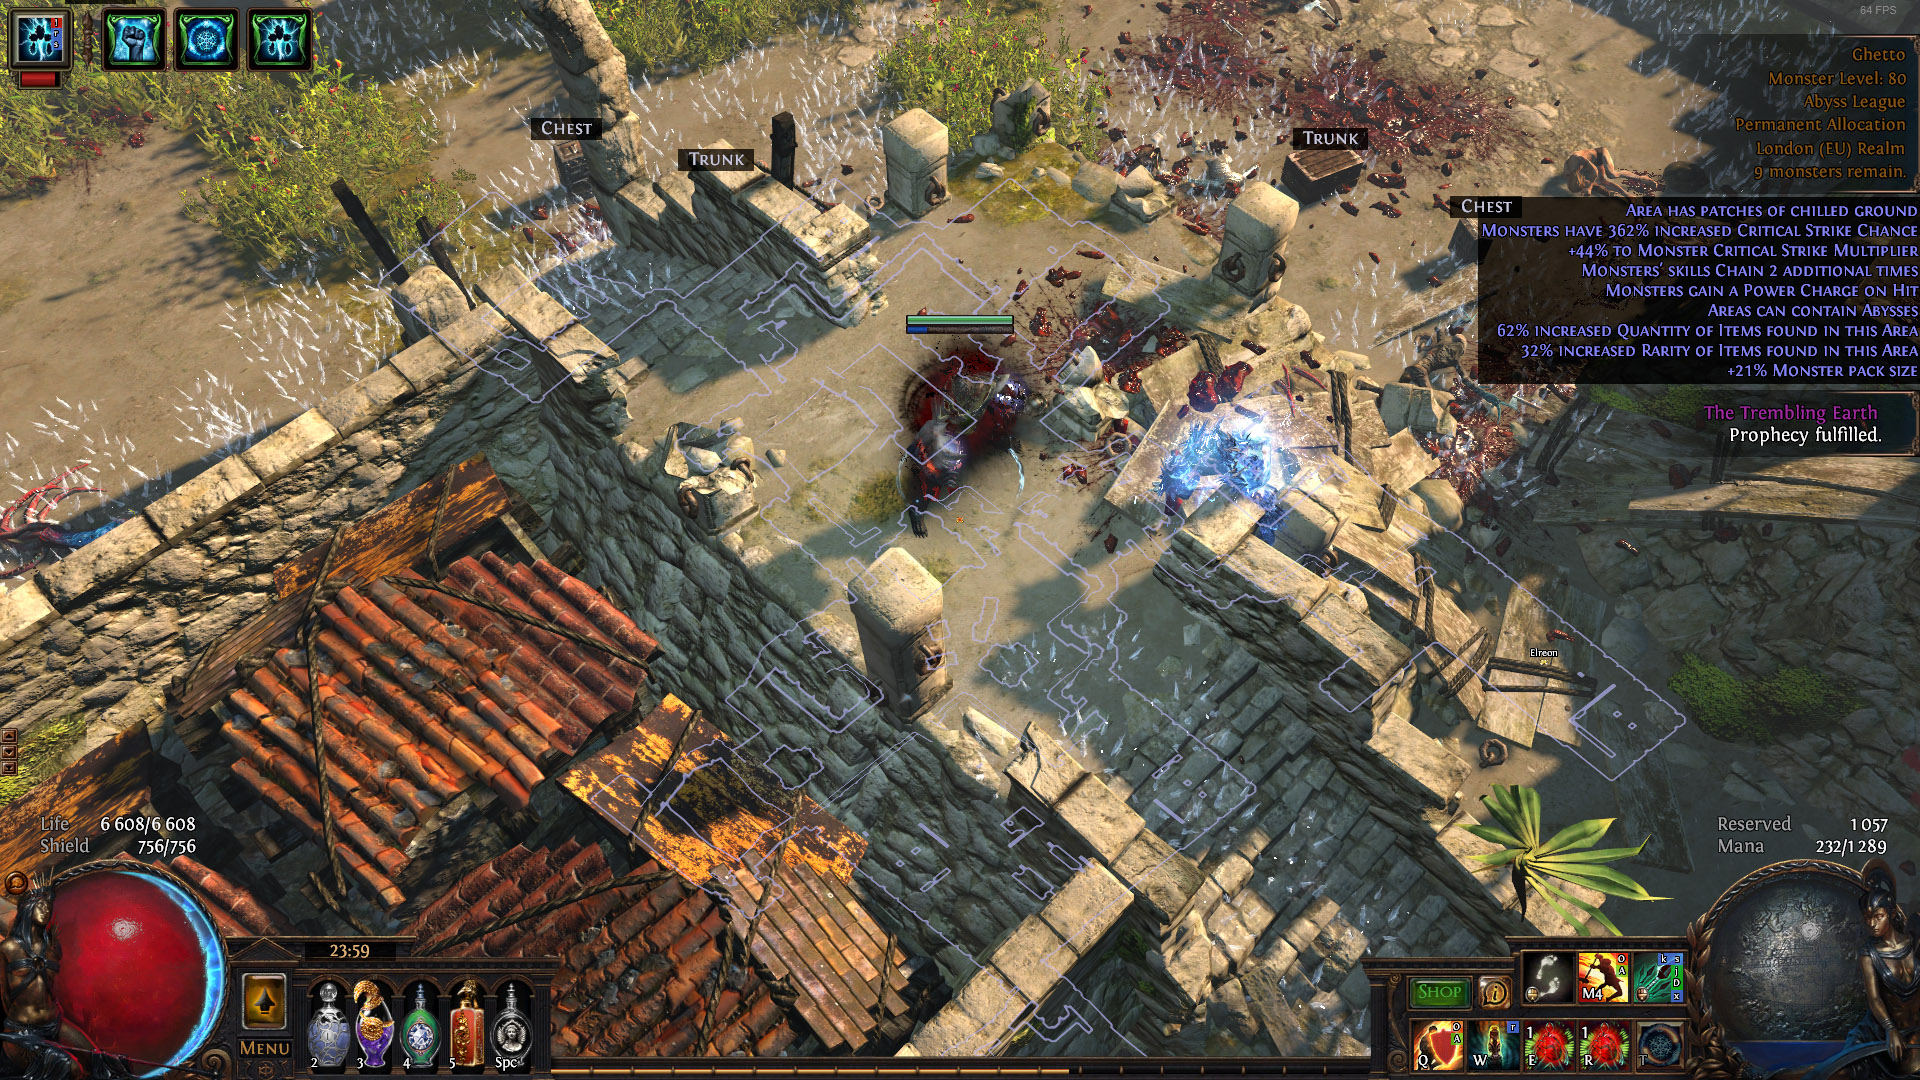 64 FPS
Ghetto
Monster Level: 80
Abyss League
Permanent Allocation
London (EU) Realm
9 monsters remain.
CHEST
TRUNK
TRUNK
CHEST
AREA HAS PATCHES OF CHILLED GROUND
MONSTERS HAVE 362% INCREASED CRITICAL STRIKE CHANCE
+44% TO MONSTER CRITICAL STRIKE MULTIPLIER
MONSTERS' SKILLS CHAIN 2 ADDITIONAL TIMES
MONSTERS GAIN A POWER CHARGE ON HIT
AREAS CAN CONTAIN ABYSSES
62% INCREASED QUANTITY OF ITEMS FOUND IN THIS AREA
32% INCREASED RARITY OF ITEMS FOUND IN THIS AREA
+21% MONSTER PACK SIZE
The Trembling Earth
Prophecy fulfilled.
Elreon
Life 6 608/6 608
Shield 756/756
Reserved 1 057
Mana 232/1 289
23:59
MENU
2 3 4 5 Spc
SHOP
M4
O
A
k s
j
D
x
Q O A W r 1 E 1 R T